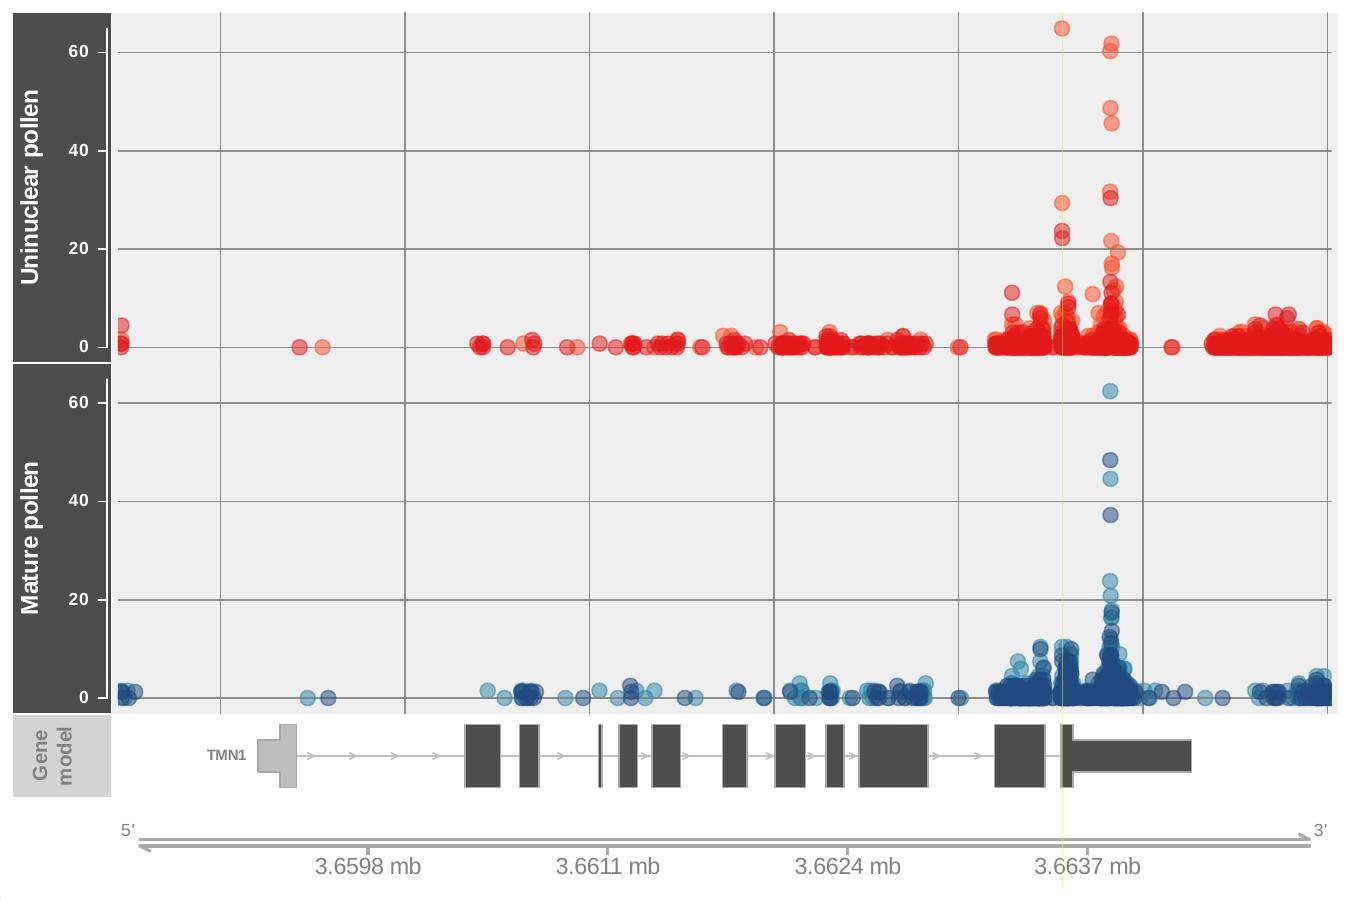 Uninuclear pollen
60
40
20
0
Mature pollen
60
40
20
0
Gene
model
TMN1
5'
3'
3.6598 mb
3.6611 mb
3.6624 mb
3.6637 mb